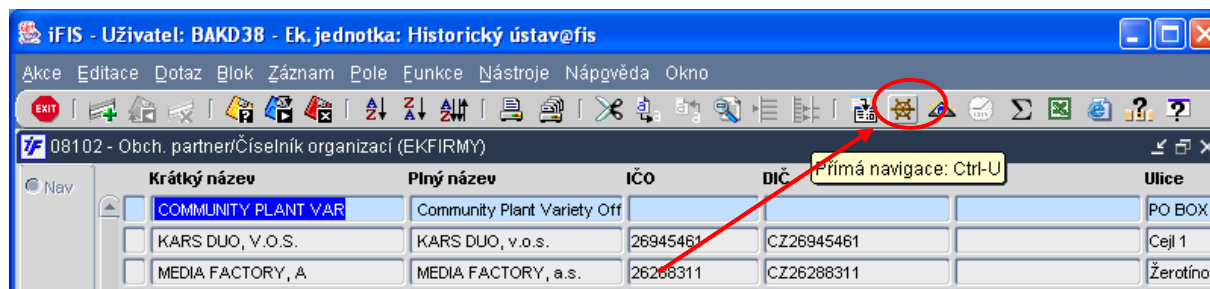 iFIS - Uživatel: BAKD38 - Ek. jednotka: Historický ústav@fis
Akce Editace Dotaz Blok Záznam Pole Funkce Nástroje Nápověda Okno
EXIT
08102 - Obch. partner/Číselník organizací (EKFIRMY)
Přímá navigace: Ctrl-U
Nav Krátký název Plný název IČO DIČ Ulice
COMMUNITY PLANT VAR Community Plant Variety Off PO BOX
KARS DUO, V.O.S. KARS DUO, v.o.s. 26945461 CZ26945461 Cejl 1
MEDIA FACTORY, A MEDIA FACTORY, a.s. 26288311 CZ26288311 Žerotíno